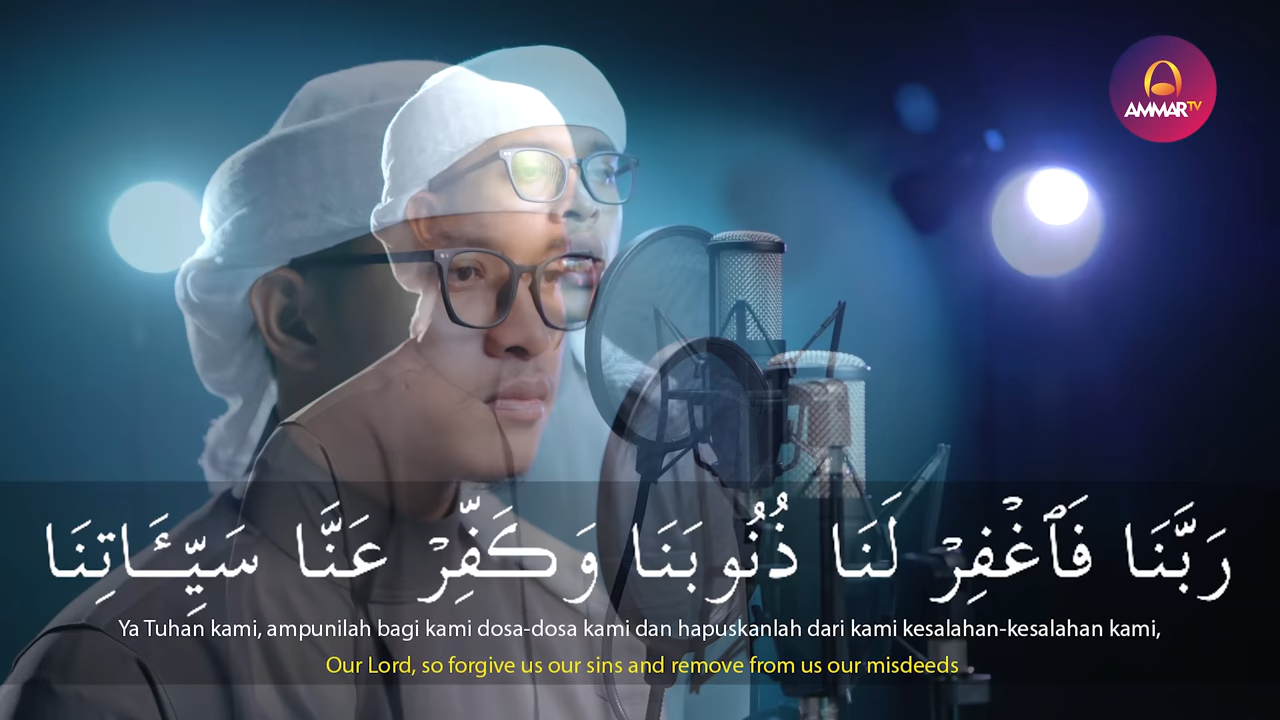 AMMAR TV
رَبَّنَا فَٱغْفِرْ لَنَا ذُنُوبَنَا وَكَفِّرْ عَنَّا سَيِّـَٔاتِنَا
Ya Tuhan kami, ampunilah bagi kami dosa-dosa kami dan hapuskanlah dari kami kesalahan-kesalahan kami,
Our Lord, so forgive us our sins and remove from us our misdeeds